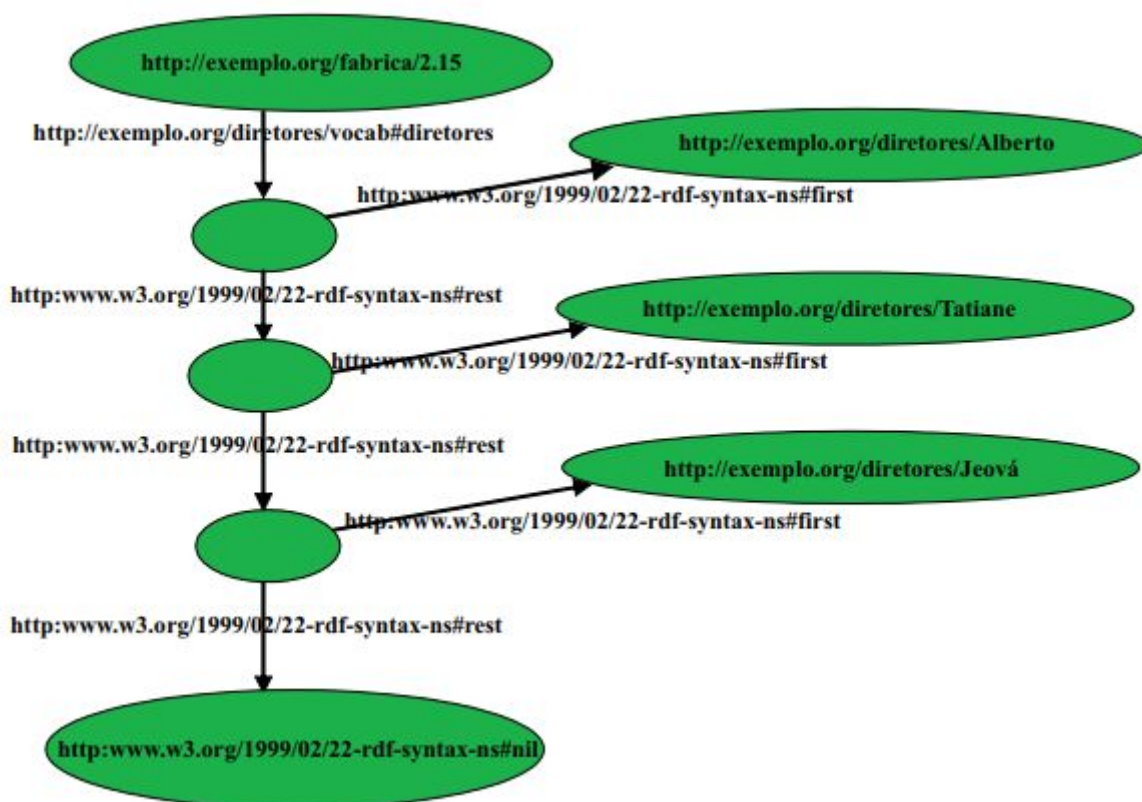 http://exemplo.org/fabrica/2.15
http://exemplo.org/diretores/vocab#diretores
http://exemplo.org/diretores/Alberto
http:www.w3.org/1999/02/22-rdf-syntax-ns#first
http:www.w3.org/1999/02/22-rdf-syntax-ns#rest
http://exemplo.org/diretores/Tatiane
http:www.w3.org/1999/02/22-rdf-syntax-ns#first
http:www.w3.org/1999/02/22-rdf-syntax-ns#rest
http://exemplo.org/diretores/Jeová
http:www.w3.org/1999/02/22-rdf-syntax-ns#first
http:www.w3.org/1999/02/22-rdf-syntax-ns#rest
http:www.w3.org/1999/02/22-rdf-syntax-ns#nil